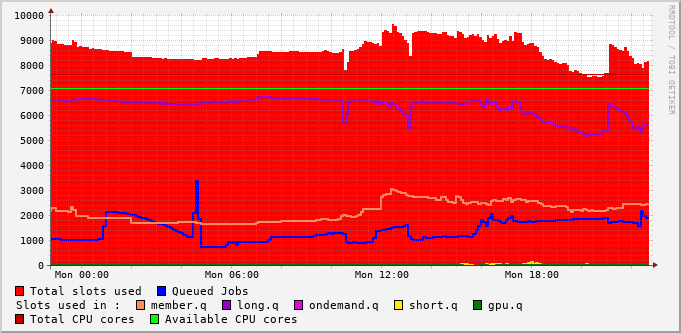 10000
9000
8000
7000
6000
5000
4000
3000
2000
1000
0
Mon 00:00 Mon 06:00 Mon 12:00 Mon 18:00
RRDTOOL / TOBI OETIKER
Total slots used Queued Jobs
Slots used in : member.q long.q ondemand.q short.q gpu.q
Total CPU cores Available CPU cores